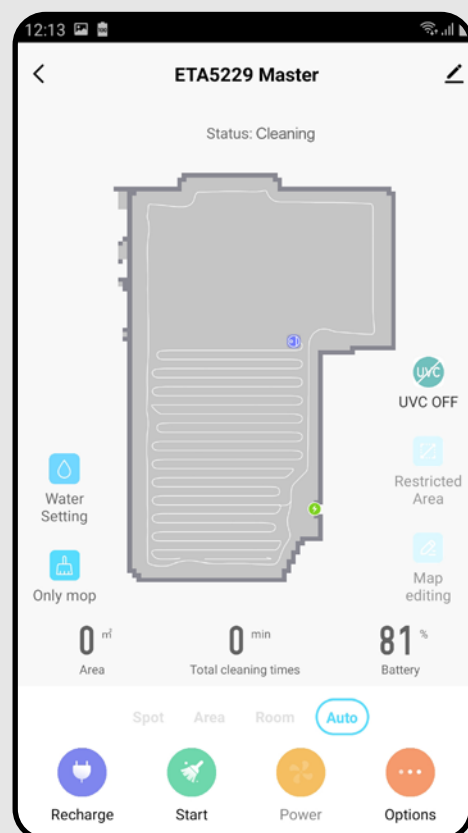 12:13
ETA5229 Master
Status: Cleaning
UVC
UVC OFF
Water
Setting
Restricted
Area
Only mop
Map
editing
0 ㎡
0 min
81 %
Area
Total cleaning times
Battery
Spot Area Room Auto
Recharge Start Power Options